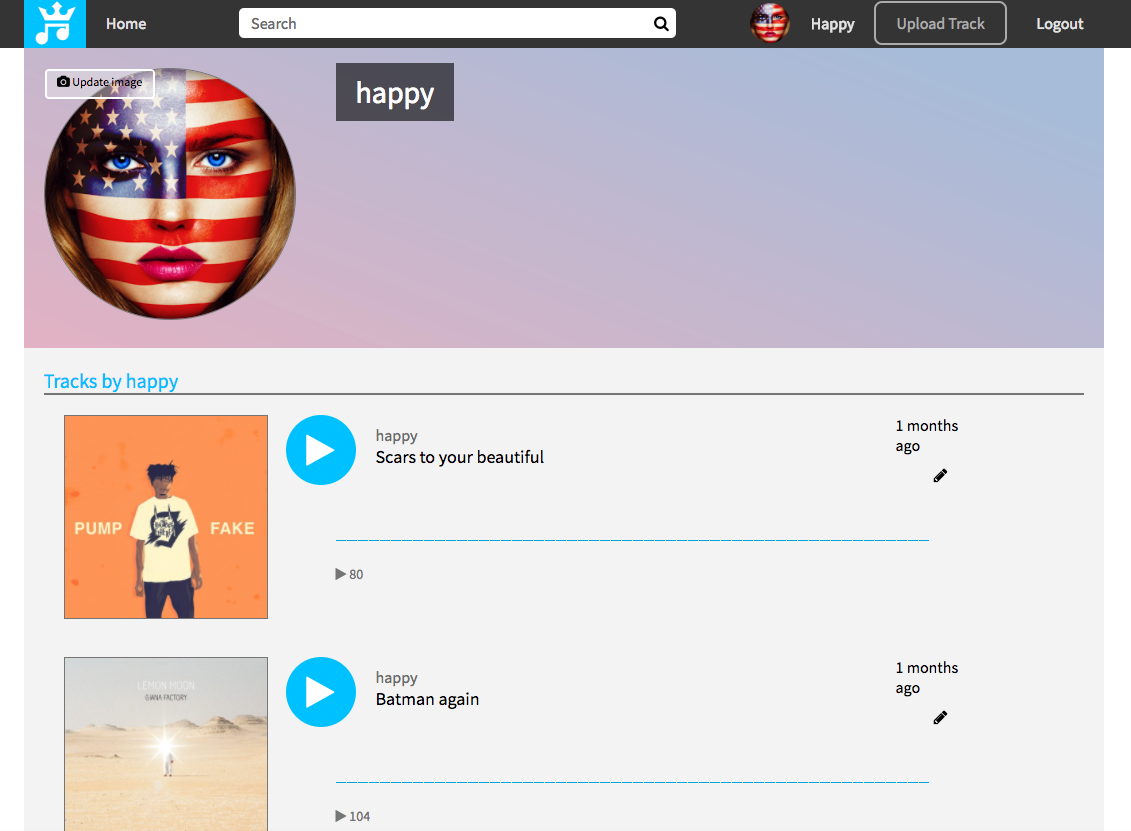 Home
Search
Happy
Upload Track
Logout
Update image
happy
Tracks by happy
PUMP FAKE
happy
Scars to your beautiful
1 months
ago
80
LEMON MOON
GIANA FACTORY
happy
Batman again
1 months
ago
104